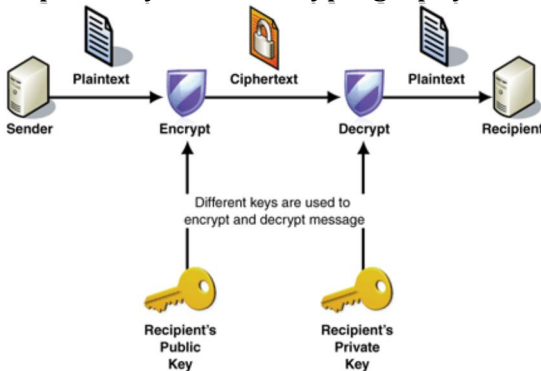 Plaintext
Ciphertext
Plaintext
Sender
Encrypt
Decrypt
Recipient
Different keys are used to
encrypt and decrypt message
Recipient's
Public
Key
Recipient's
Private
Key